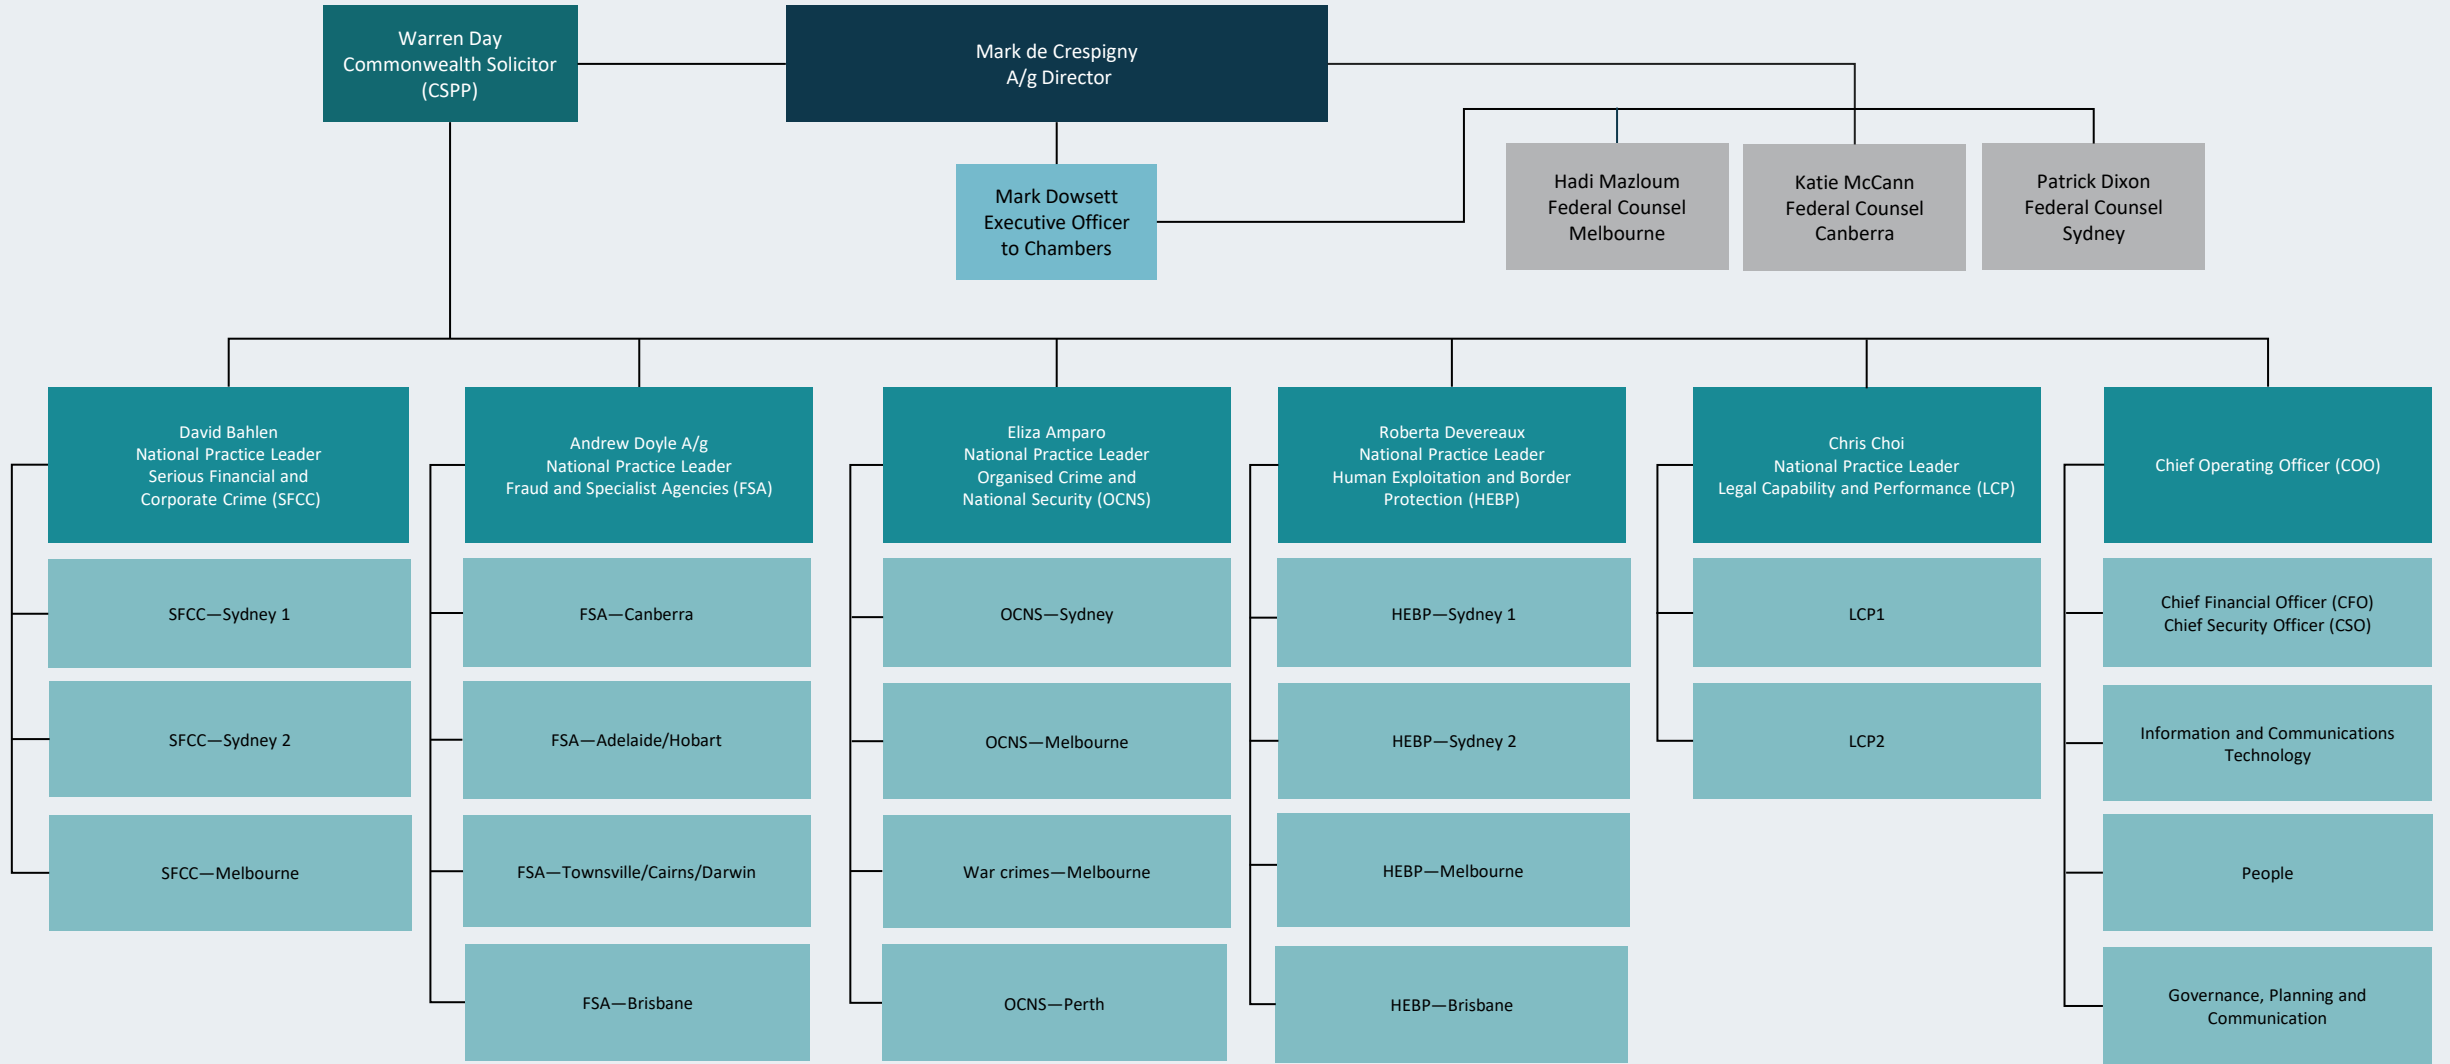 Warren Day
Commonwealth Solicitor
(CSPP)
Mark de Crespigny
A/g Director
Mark Dowsett
Executive Officer
to Chambers
Hadi Mazloum
Federal Counsel
Melbourne
Katie McCann
Federal Counsel
Canberra
Patrick Dixon
Federal Counsel
Sydney
David Bahlen
National Practice Leader
Serious Financial and
Corporate Crime (SFCC)
SFCC—Sydney 1
SFCC—Sydney 2
SFCC—Melbourne
Andrew Doyle A/g
National Practice Leader
Fraud and Specialist Agencies (FSA)
FSA—Canberra
FSA—Adelaide/Hobart
FSA—Townsville/Cairns/Darwin
FSA—Brisbane
Eliza Amparo
National Practice Leader
Organised Crime and
National Security (OCNS)
OCNS—Sydney
OCNS—Melbourne
War crimes—Melbourne
OCNS—Perth
Roberta Devereaux
National Practice Leader
Human Exploitation and Border
Protection (HEBP)
HEBP—Sydney 1
HEBP—Sydney 2
HEBP—Melbourne
HEBP—Brisbane
Chris Choi
National Practice Leader
Legal Capability and Performance (LCP)
LCP1
LCP2
Chief Operating Officer (COO)
Chief Financial Officer (CFO)
Chief Security Officer (CSO)
Information and Communications
Technology
People
Governance, Planning and
Communication